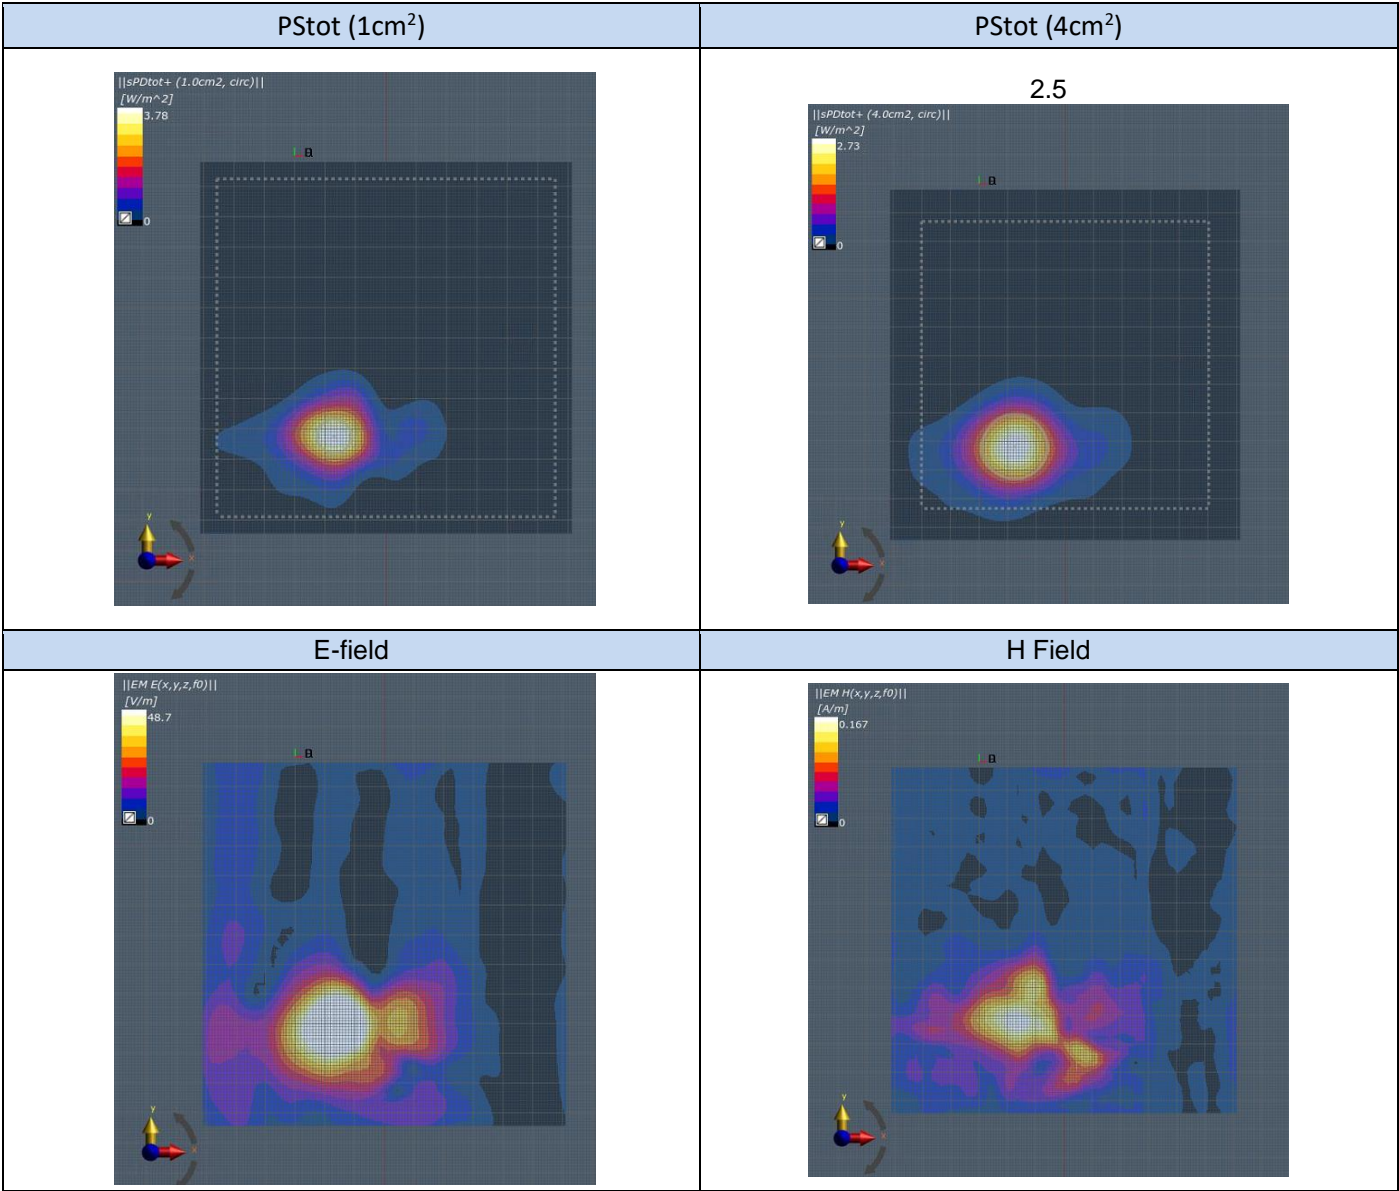 PStot (1cm²)
PStot (4cm²)
||sPDtot+ (1.0cm2, circ)||
[W/m^2]
3.78
0
y
x
2.5
||sPDtot+ (4.0cm2, circ)||
[W/m^2]
2.73
0
y
x
E-field
H Field
||EM E(x,y,z,f0)||
[V/m]
48.7
0
y
x
||EM H(x,y,z,f0)||
[A/m]
0.167
0
y
x